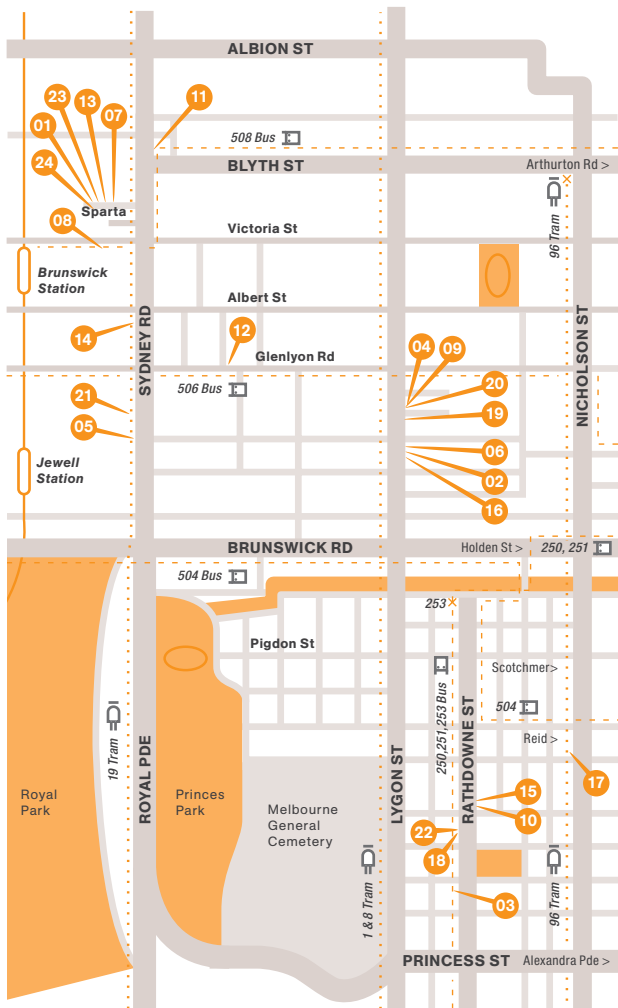 ALBION ST
23
13
07
11
01
508 Bus
24
BLYTH ST
Arthurton Rd >
Sparta
08
Victoria St
96 Tram
Brunswick
Station
Albert St
SYDNEY RD
NICHOLSON ST
14
12
Glenlyon Rd
04
09
506 Bus
20
21
19
05
06
Jewell
Station
02
16
BRUNSWICK RD
Holden St >
250, 251
504 Bus
253
Pigdon St
250,251,253 Bus
Scotchmer>
504
19 Tram
ROYAL PDE
LYGON ST
RATHDOWNE ST
Reid >
17
Royal
Park
Princes
Park
Melbourne
General
Cemetery
15
10
22
18
1 & 8 Tram
96 Tram
03
PRINCESS ST
Alexandra Pde >